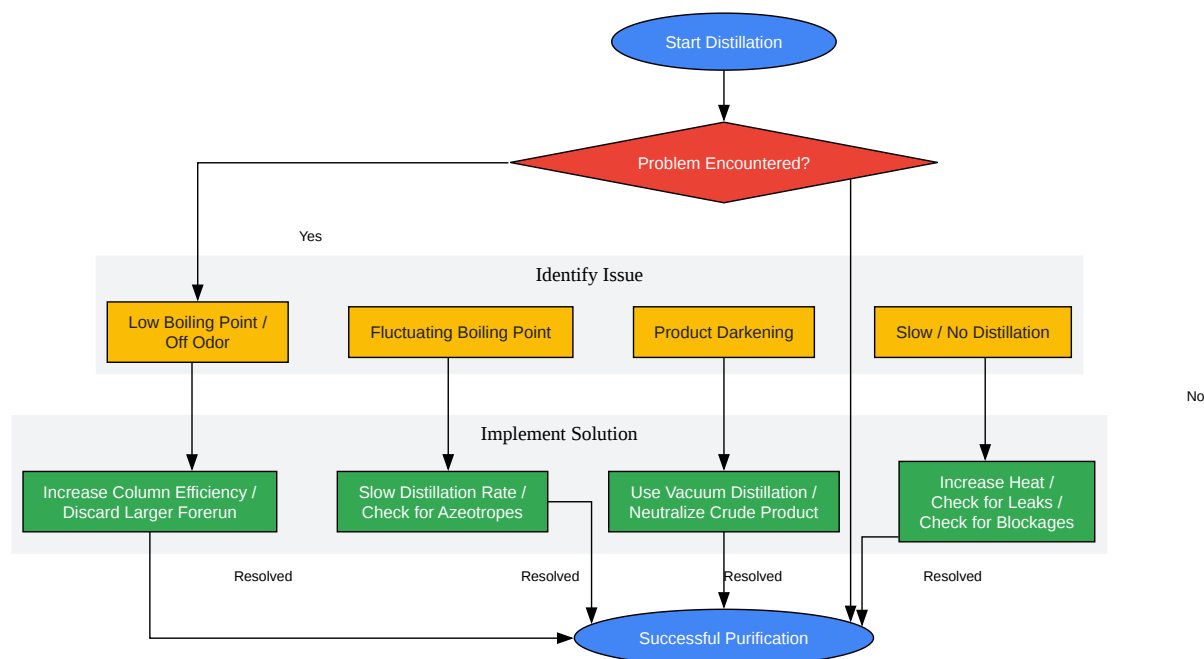 Start Distillation
Problem Encountered?
Yes
Identify Issue
Low Boiling Point /
Off Odor
Fluctuating Boiling Point
Product Darkening
Slow / No Distillation
No
Implement Solution
Increase Column Efficiency /
Discard Larger Forerun
Slow Distillation Rate /
Check for Azeotropes
Use Vacuum Distillation /
Neutralize Crude Product
Increase Heat /
Check for Leaks /
Check for Blockages
Resolved
Resolved
Resolved
Resolved
Successful Purification